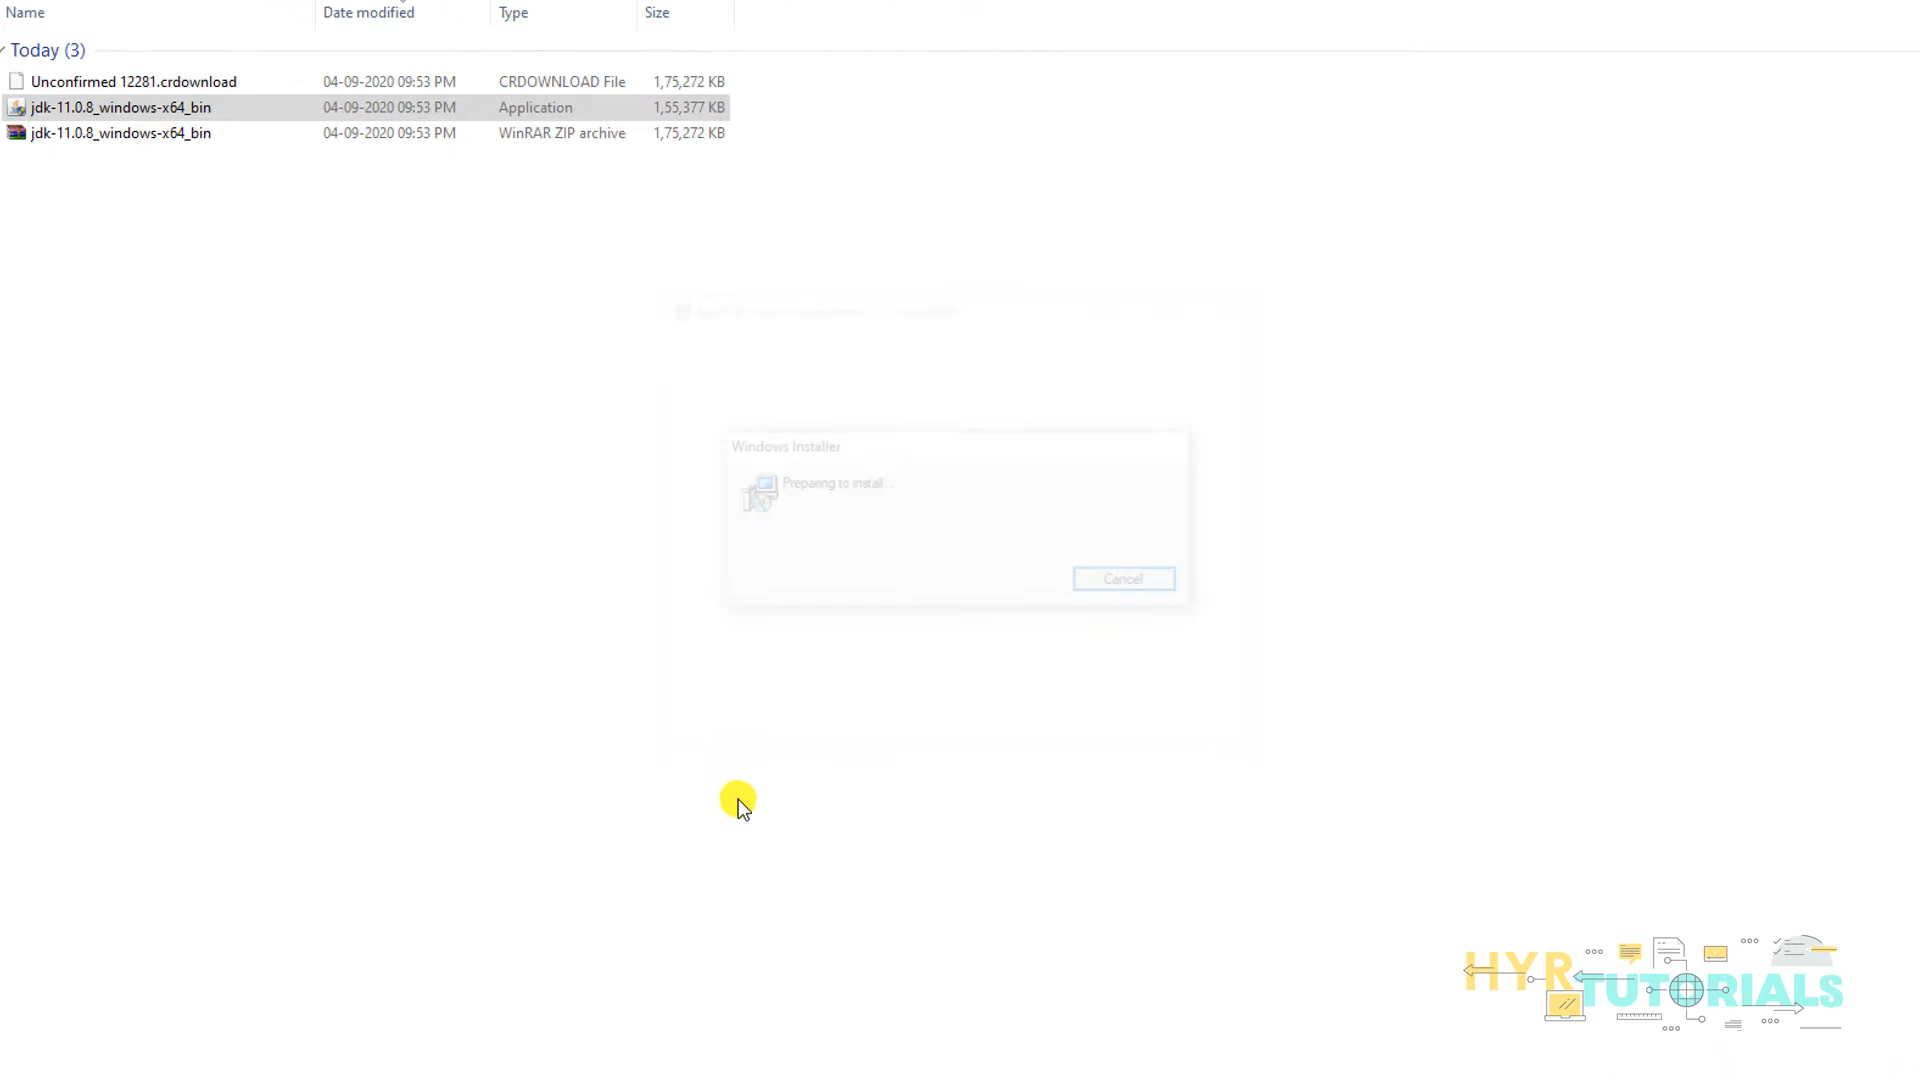 Name Date modified Type Size
Today (3)
Unconfirmed 12281.crdownload 04-09-2020 09:53 PM CRDOWNLOAD File 1,75,272 KB
jdk-11.0.8_windows-x64_bin 04-09-2020 09:53 PM Application 1,55,377 KB
jdk-11.0.8_windows-x64_bin 04-09-2020 09:53 PM WinRAR ZIP archive 1,75,272 KB
Windows Installer
Preparing to install...
Cancel
HYR
TUTORIALS